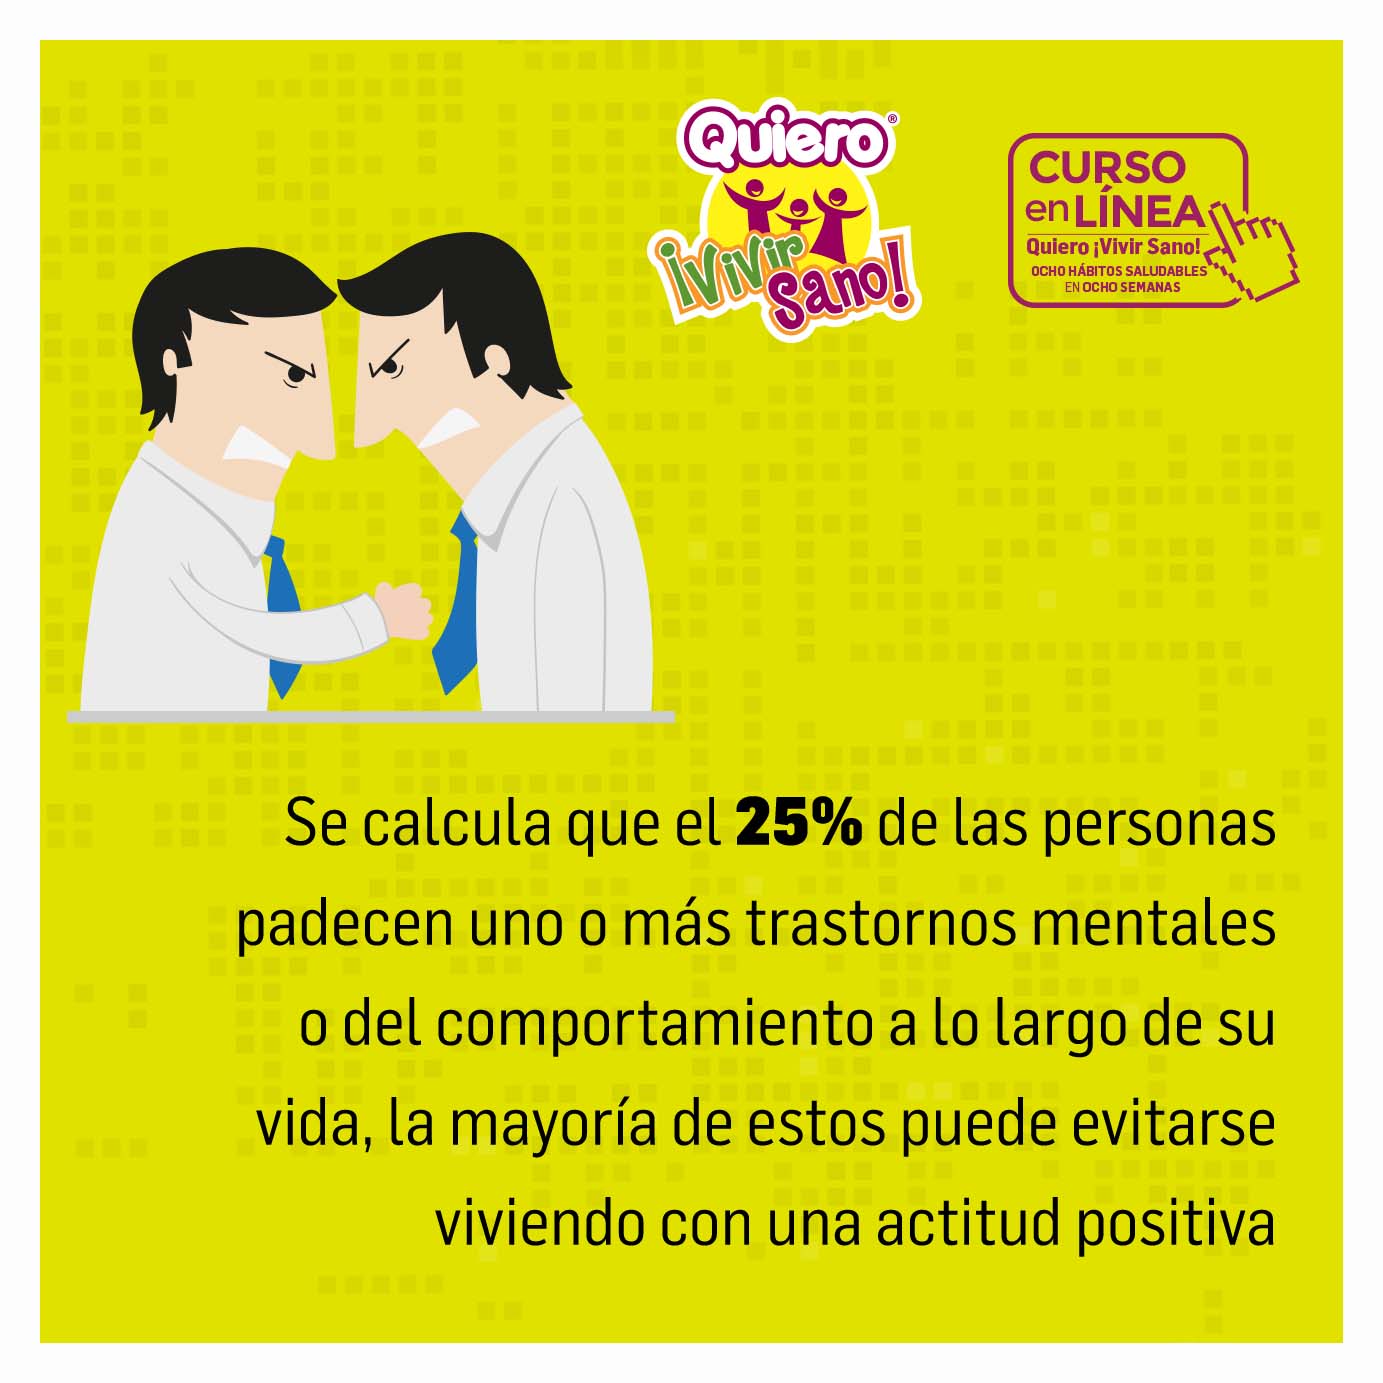 Quiero®
¡Vivir
Sano!
CURSO
en LÍNEA
Quiero ¡Vivir Sano!
OCHO HÁBITOS SALUDABLES
EN OCHO SEMANAS
Se calcula que el 25% de las personas
padecen uno o más trastornos mentales
o del comportamiento a lo largo de su
vida, la mayoría de estos puede evitarse
viviendo con una actitud positiva